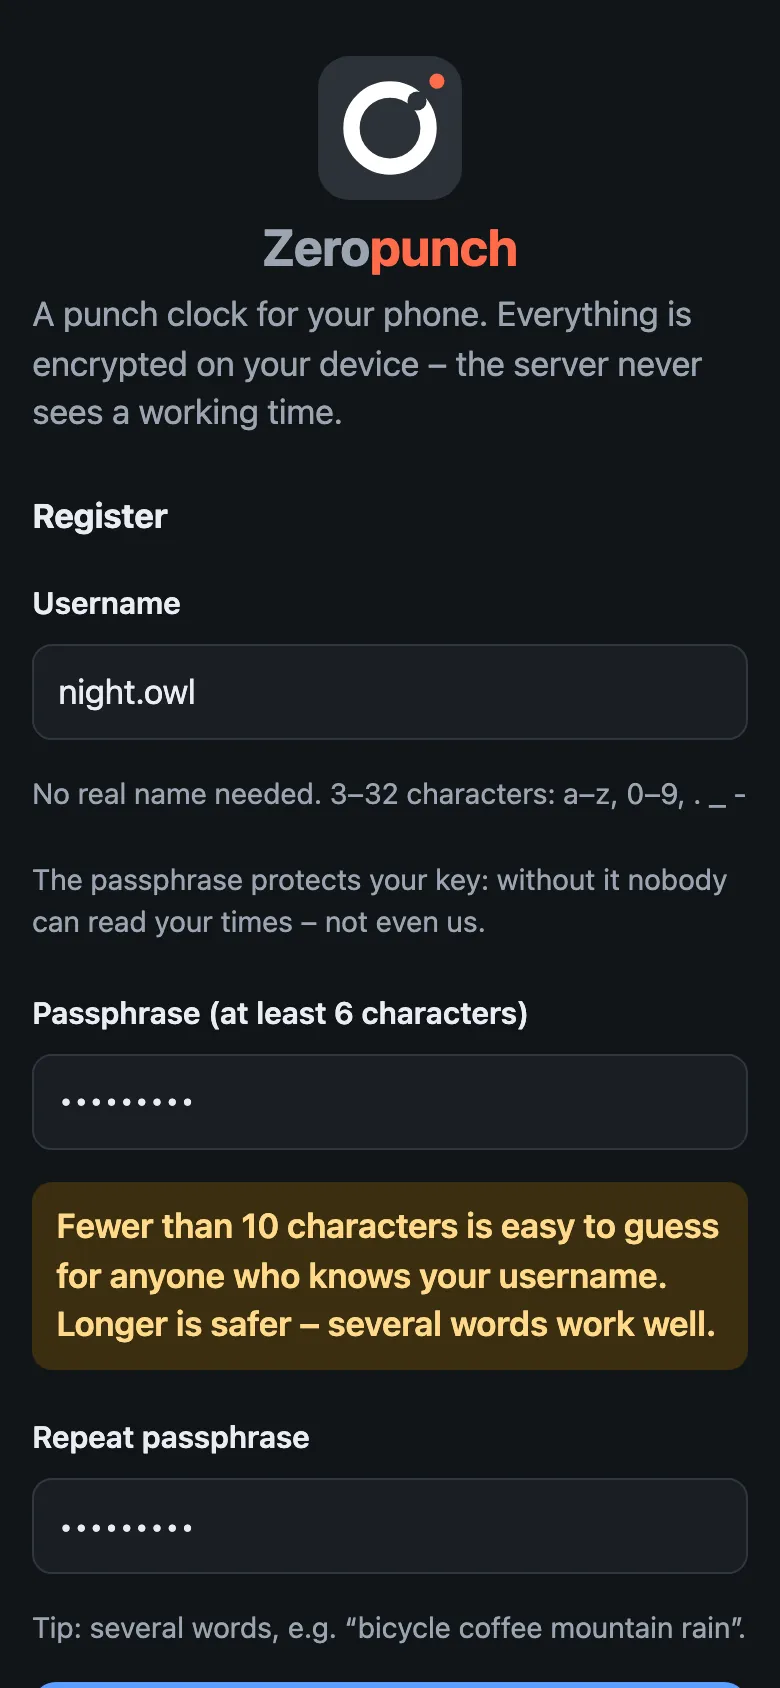 Zeropunch
A punch clock for your phone. Everything is
encrypted on your device – the server never
sees a working time.
Register
Username
night.owl
No real name needed. 3–32 characters: a–z, 0–9, . _ -
The passphrase protects your key: without it nobody
can read your times – not even us.
Passphrase (at least 6 characters)
•••••••••
Fewer than 10 characters is easy to guess
for anyone who knows your username.
Longer is safer – several words work well.
Repeat passphrase
•••••••••
Tip: several words, e.g. “bicycle coffee mountain rain”.